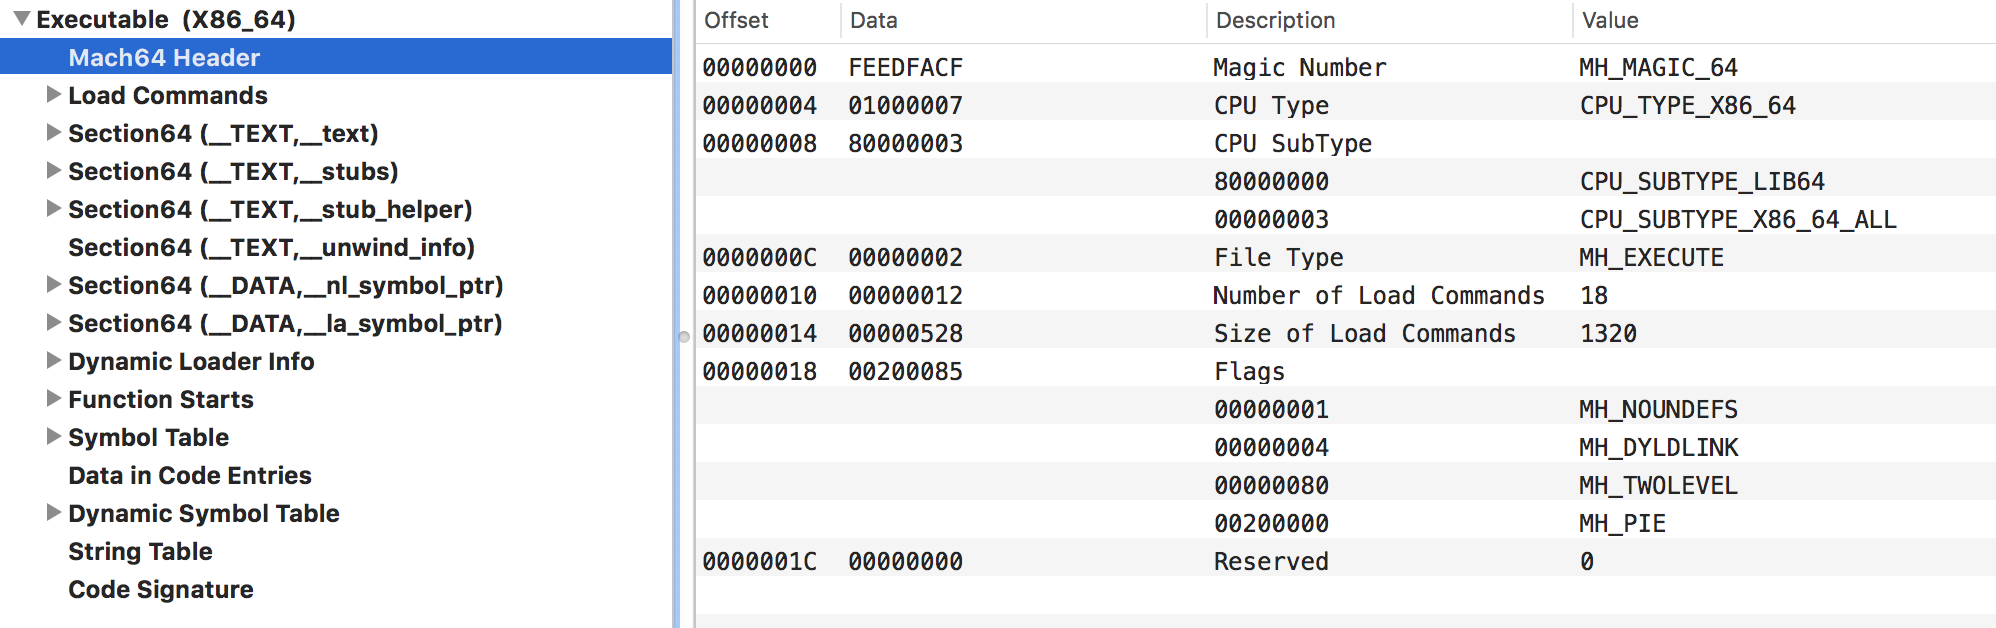 Executable (X86_64)
Mach64 Header
Load Commands
Section64 (__TEXT,__text)
Section64 (__TEXT,__stubs)
Section64 (__TEXT,__stub_helper)
Section64 (__TEXT,__unwind_info)
Section64 (__DATA,__nl_symbol_ptr)
Section64 (__DATA,__la_symbol_ptr)
Dynamic Loader Info
Function Starts
Symbol Table
Data in Code Entries
Dynamic Symbol Table
String Table
Code Signature
Offset Data Description Value
00000000 FEEDFACF Magic Number MH_MAGIC_64
00000004 01000007 CPU Type CPU_TYPE_X86_64
00000008 80000003 CPU SubType
80000000 CPU_SUBTYPE_LIB64
00000003 CPU_SUBTYPE_X86_64_ALL
0000000C 00000002 File Type MH_EXECUTE
00000010 00000012 Number of Load Commands 18
00000014 00000528 Size of Load Commands 1320
00000018 00200085 Flags
00000001 MH_NOUNDEFS
00000004 MH_DYLDLINK
00000080 MH_TWOLEVEL
00200000 MH_PIE
0000001C 00000000 Reserved 0